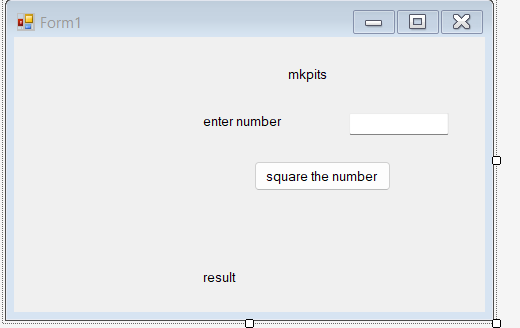 Form1
mkpits
enter number
square the number
result